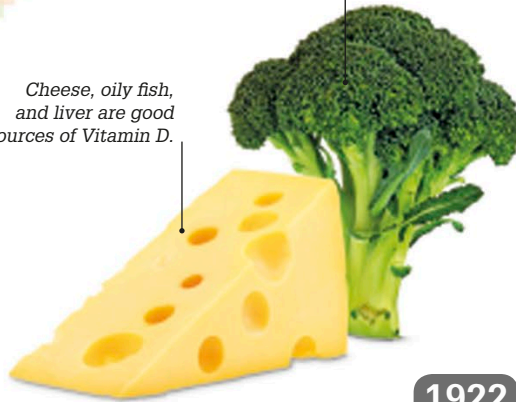 Cheese, oily fish,
and liver are good
ources of Vitamin D.
1922